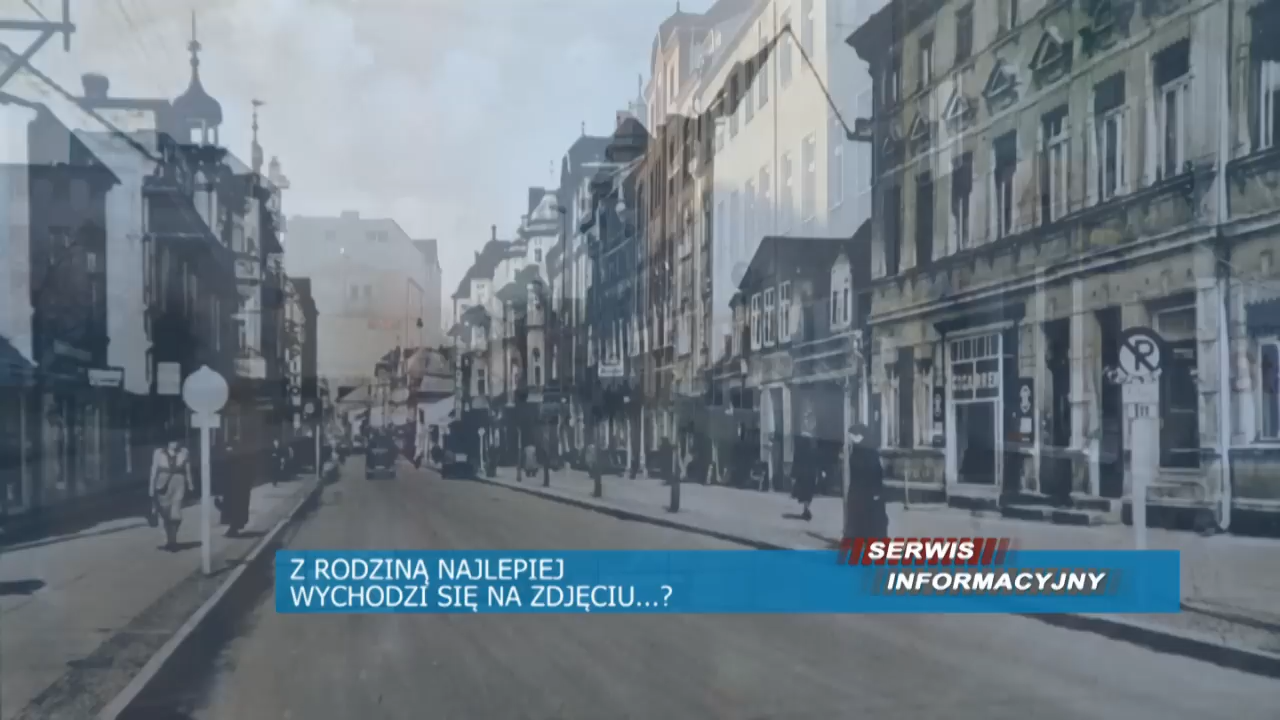 Z RODZINĄ NAJLEPIEJ
WYCHODZI SIĘ NA ZDJĘCIU...?
SERWIS
INFORMACYJNY